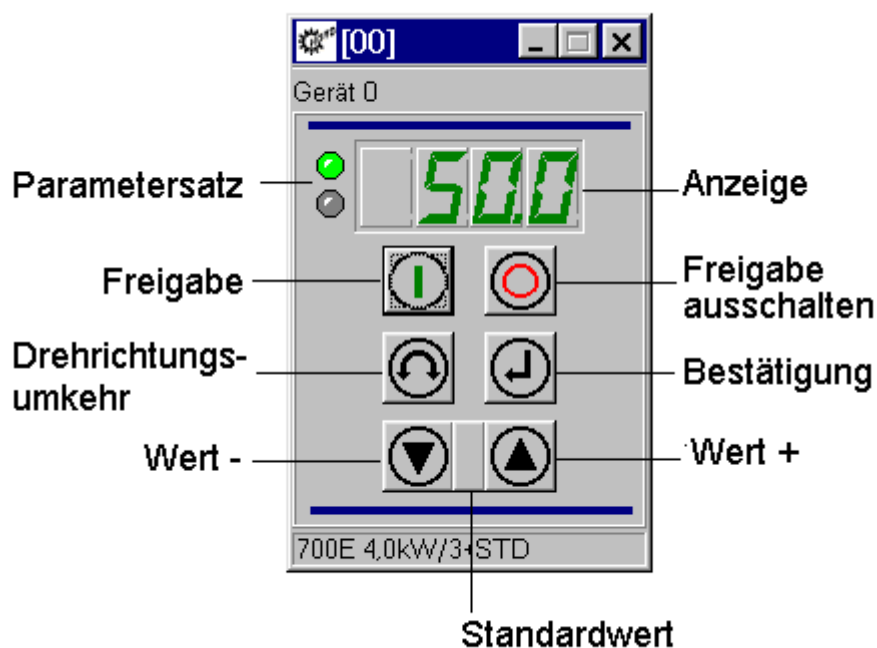 [00]
Gerät 0
Parametersatz
50.0
Anzeige
Freigabe
Freigabe
ausschalten
Drehrichtungs-
umkehr
Bestätigung
Wert -
Wert +
700E 4,0kW/3+STD
Standardwert